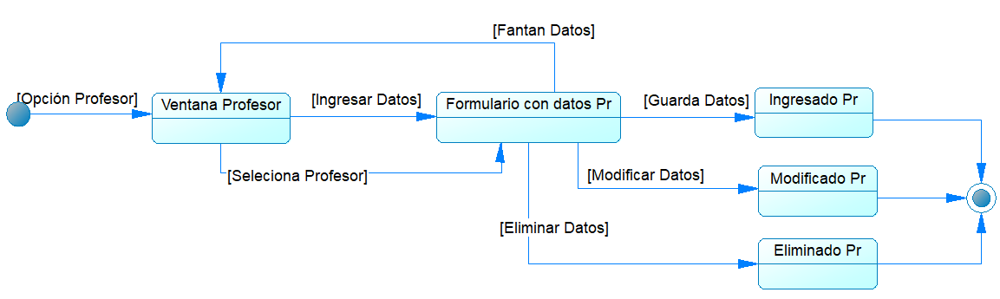 [Fantan Datos]
[Opción Profesor]
Ventana Profesor
[Ingresar Datos]
Formulario con datos Pr
[Guarda Datos]
Ingresado Pr
[Seleciona Profesor]
[Modificar Datos]
Modificado Pr
[Eliminar Datos]
Eliminado Pr